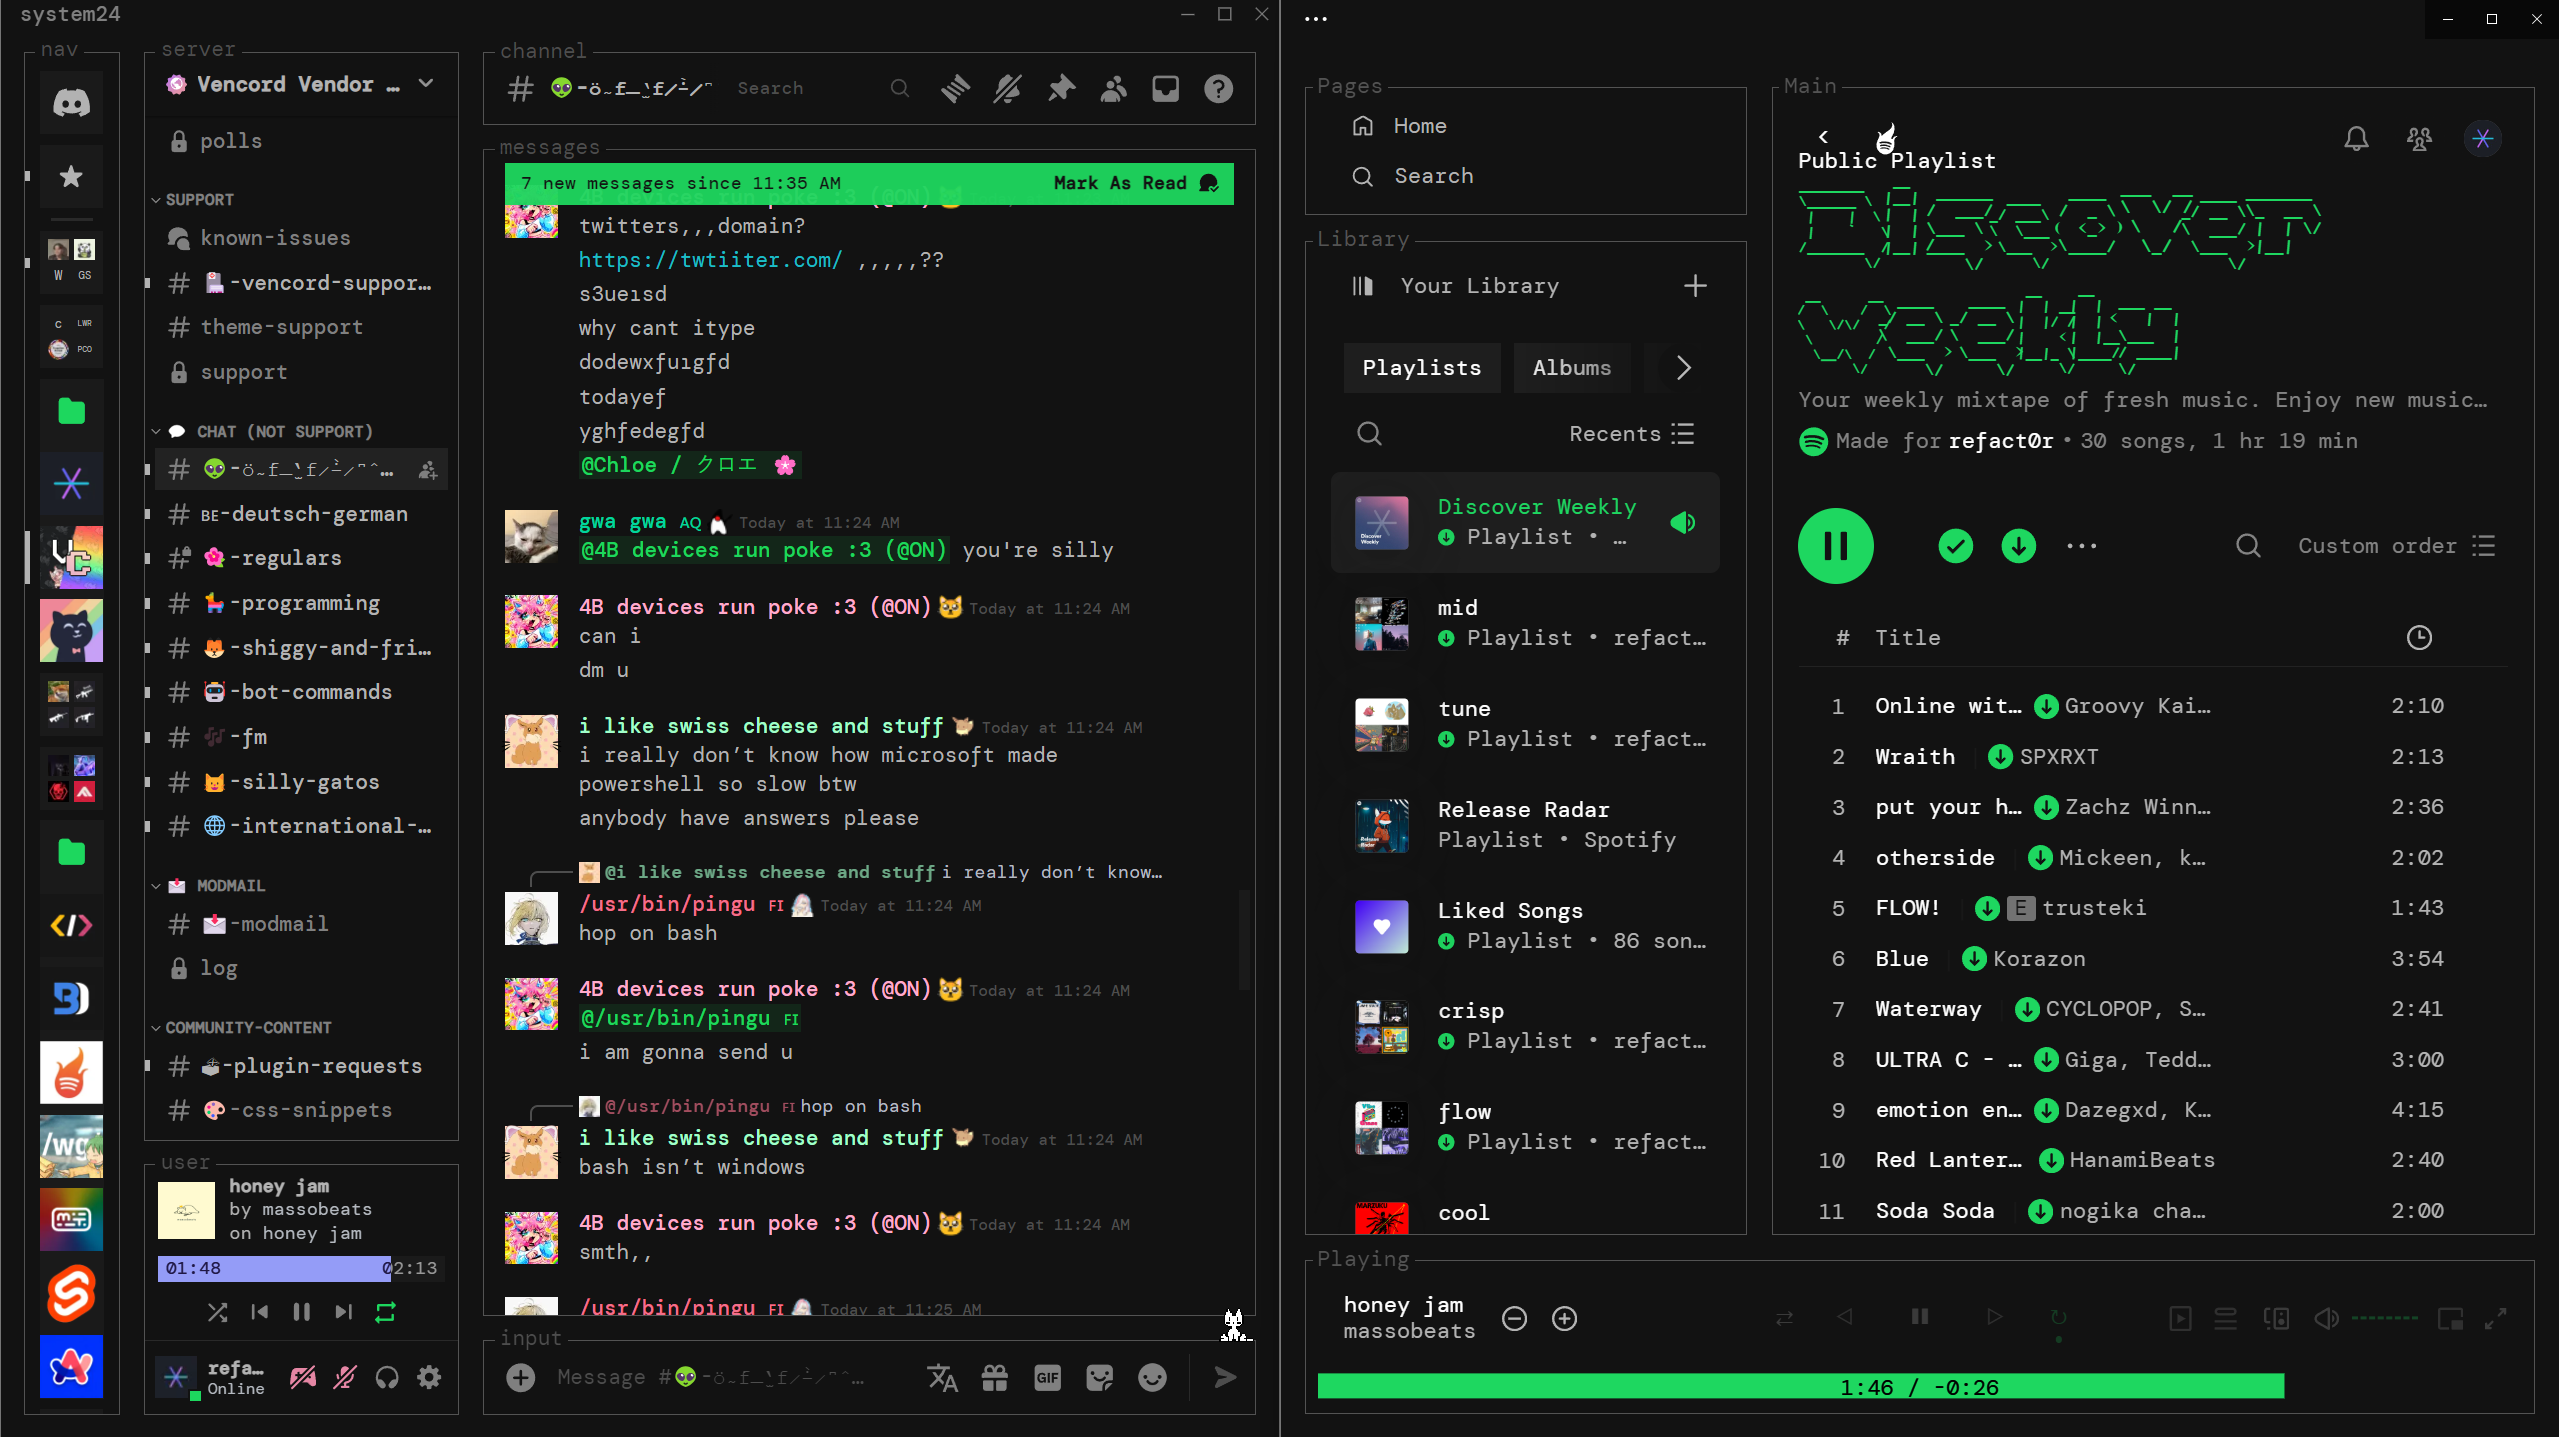 system24
nav
W GS
C LWR
PCO
/wg
server
Vencord Vendor …
polls
SUPPORT
known-issues
-vencord-suppor…
theme-support
support
CHAT (NOT SUPPORT)
BE-deutsch-german
-regulars
-programming
-shiggy-and-fri…
-bot-commands
-fm
-silly-gatos
-international-…
MODMAIL
-modmail
log
COMMUNITY-CONTENT
-plugin-requests
-css-snippets
user
honey jam
by massobeats
on honey jam
01:48 02:13
refa…
Online
channel
Search
messages
7 new messages since 11:35 AM Mark As Read
4B devices run poke :3 (@ON)
twitters,,,domain?
https://twtiiter.com/ ,,,,,??
s3ueısd
why cant itype
dodewxfuıgfd
todayef
yghfedegfd
@Chloe / クロエ 🌸
gwa gwa AQ Today at 11:24 AM
@4B devices run poke :3 (@ON) you're silly
4B devices run poke :3 (@ON) Today at 11:24 AM
can i
dm u
i like swiss cheese and stuff Today at 11:24 AM
i really don’t know how microsoft made
powershell so slow btw
anybody have answers please
@i like swiss cheese and stuff i really don’t know…
/usr/bin/pingu FI Today at 11:24 AM
hop on bash
4B devices run poke :3 (@ON) Today at 11:24 AM
@/usr/bin/pingu FI
i am gonna send u
@/usr/bin/pingu FI hop on bash
i like swiss cheese and stuff Today at 11:24 AM
bash isn’t windows
4B devices run poke :3 (@ON) Today at 11:24 AM
smth,,
/usr/bin/pingu FI Today at 11:25 AM
input
Message #
GIF
Pages
Home
Search
Library
Your Library
Playlists Albums
Recents
Discover Weekly
Playlist • …
mid
Playlist • refact…
tune
Playlist • refact…
Release Radar
Playlist • Spotify
Liked Songs
Playlist • 86 son…
crisp
Playlist • refact…
flow
Playlist • refact…
cool
Main
Public Playlist
Discover
Weekly
Your weekly mixtape of fresh music. Enjoy new music…
Made for refact0r • 30 songs, 1 hr 19 min
Custom order
# Title
1 Online wit… Groovy Kai… 2:10
2 Wraith SPXRXT 2:13
3 put your h… Zachz Winn… 2:36
4 otherside Mickeen, k… 2:02
5 FLOW! E trusteki 1:43
6 Blue Korazon 3:54
7 Waterway CYCLOPOP, S… 2:41
8 ULTRA C - … Giga, Tedd… 3:00
9 emotion en… Dazegxd, K… 4:15
10 Red Lanter… HanamiBeats 2:40
11 Soda Soda nogika cha… 2:00
Playing
honey jam
massobeats
1:46 / -0:26